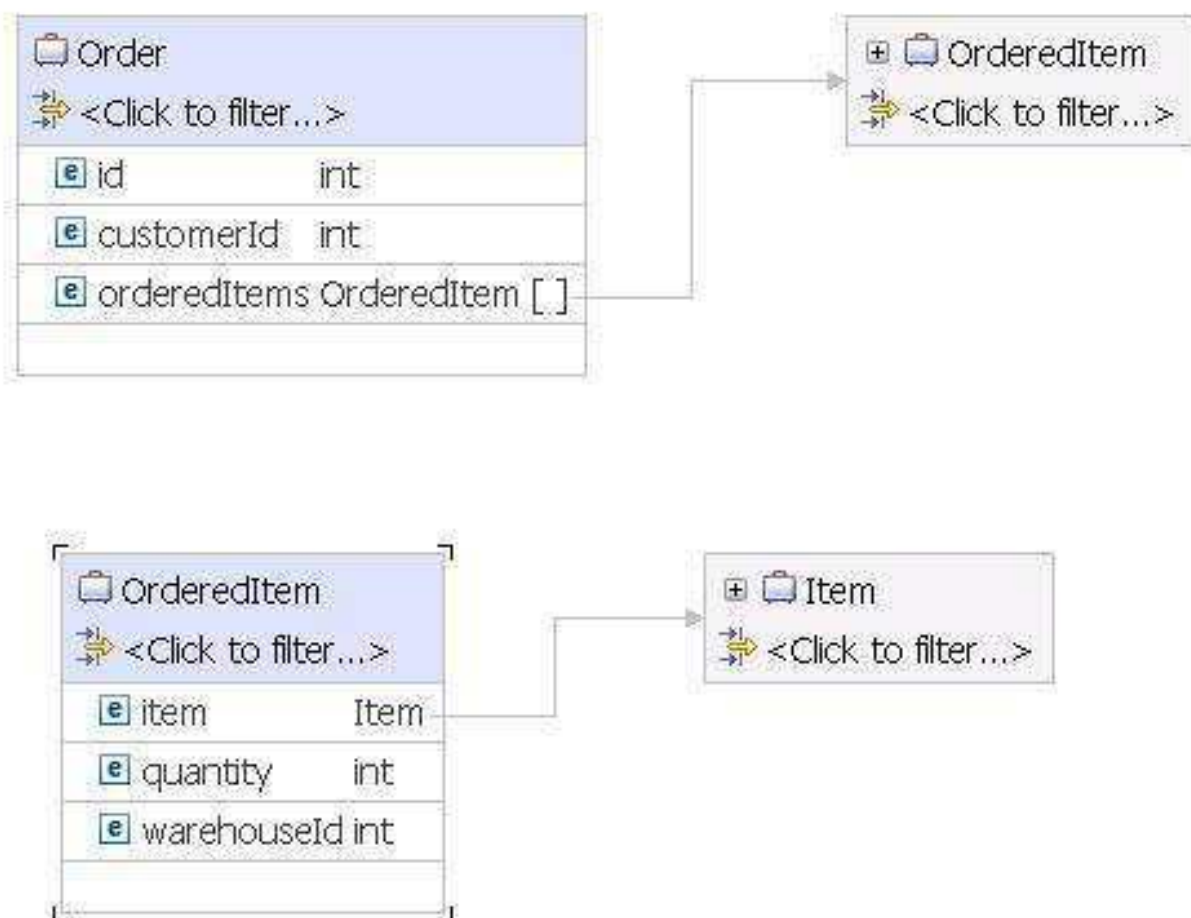 Order
<Click to filter...>
e id int
e customerId int
e orderedItems OrderedItem [ ]
OrderedItem
<Click to filter...>
OrderedItem
<Click to filter...>
e item Item
e quantity int
e warehouseId int
Item
<Click to filter...>